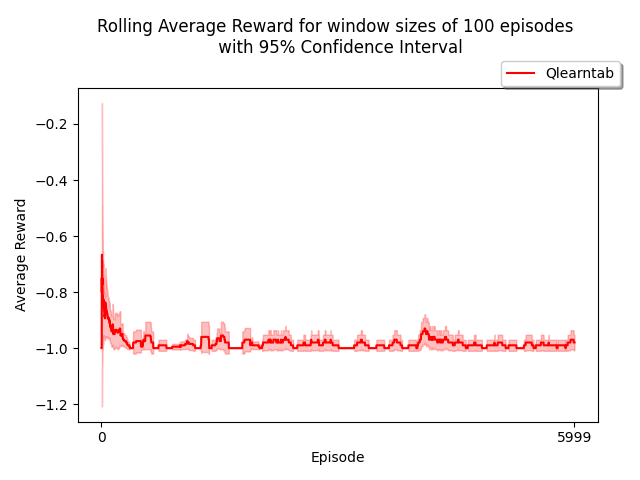 Rolling Average Reward for window sizes of 100 episodes
with 95% Confidence Interval
Qlearntab
−0.2
−0.4
−0.6
−0.8
−1.0
−1.2
Average Reward
0
5999
Episode